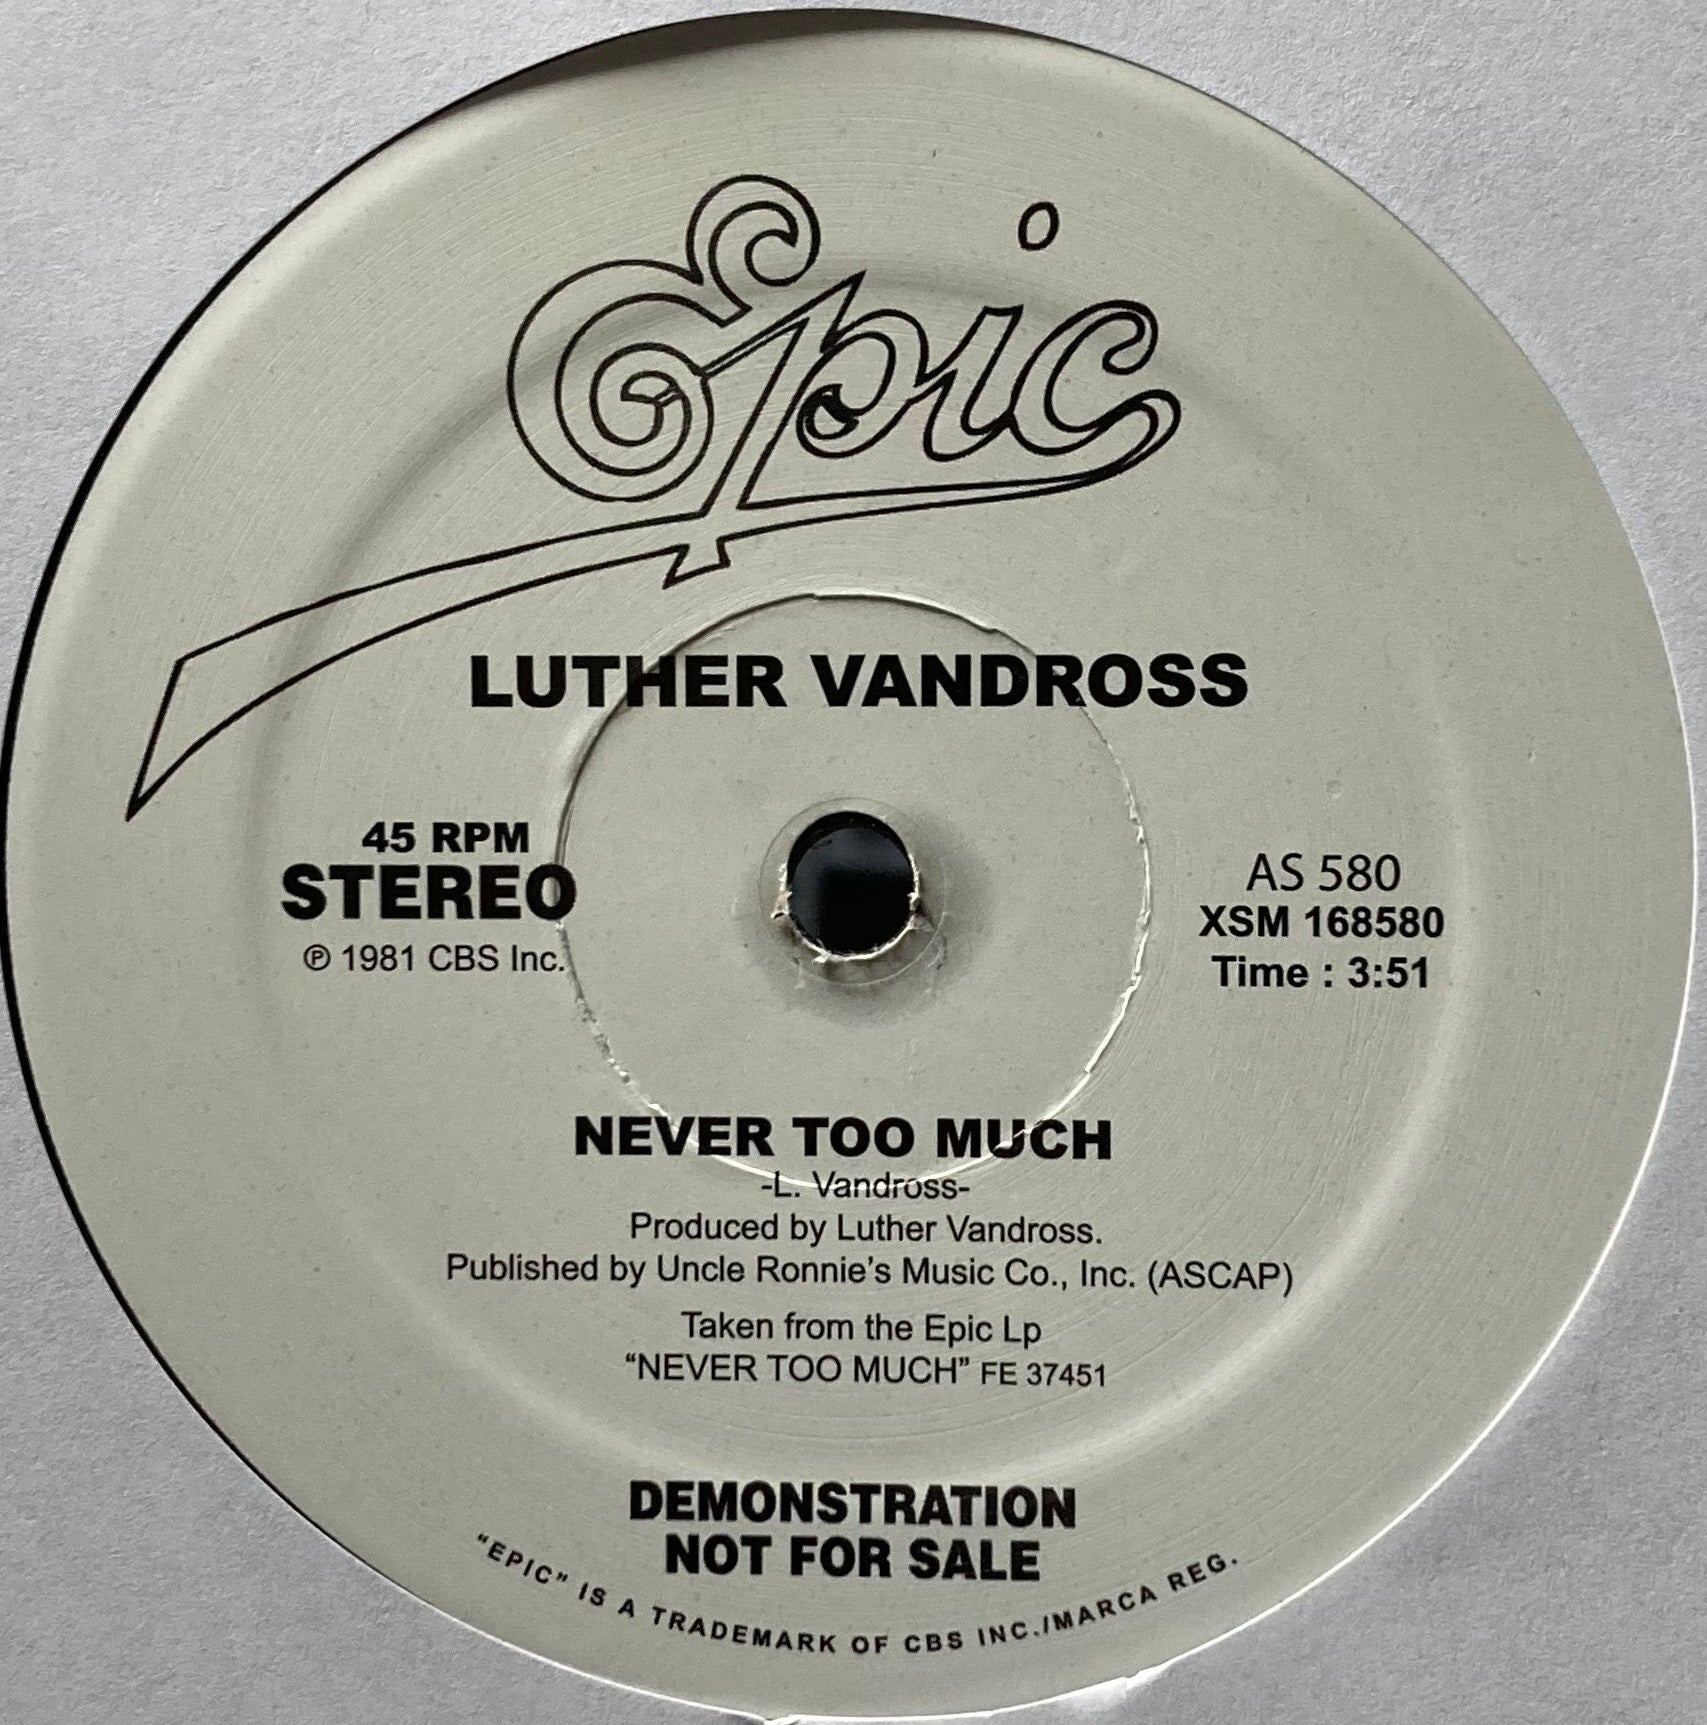 Epic
LUTHER VANDROSS
45 RPM
STEREO
℗ 1981 CBS Inc.
AS 580
XSM 168580
Time : 3:51
NEVER TOO MUCH
-L. Vandross-
Produced by Luther Vandross.
Published by Uncle Ronnie’s Music Co., Inc. (ASCAP)
Taken from the Epic Lp
“NEVER TOO MUCH” FE 37451
DEMONSTRATION
NOT FOR SALE
“EPIC” IS A TRADEMARK OF CBS INC./MARCA REG.